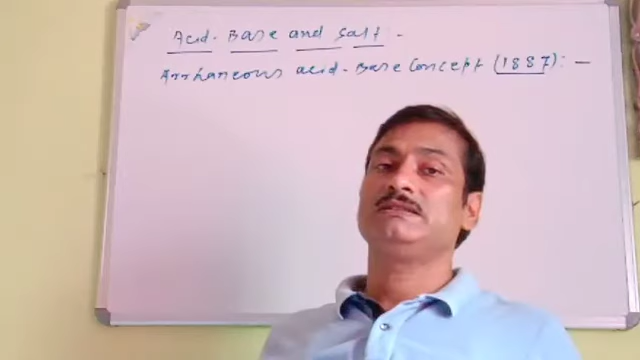 Acid-Base and Salt -
Arrhaneous acid-Base Concept (1887):-